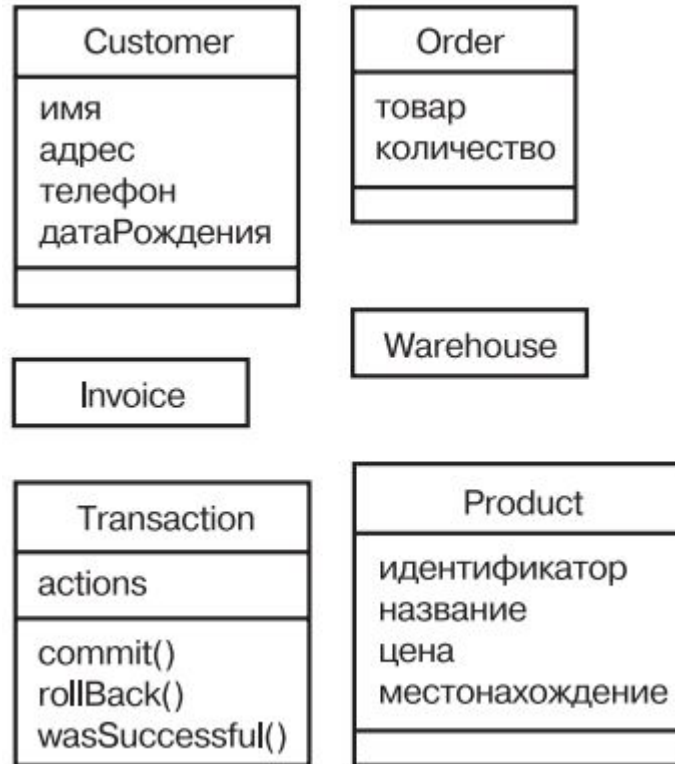 Customer
имя
адрес
телефон
датаРождения
Order
товар
количество
Invoice
Warehouse
Transaction
actions
commit()
rollBack()
wasSuccessful()
Product
идентификатор
название
цена
местонахождение